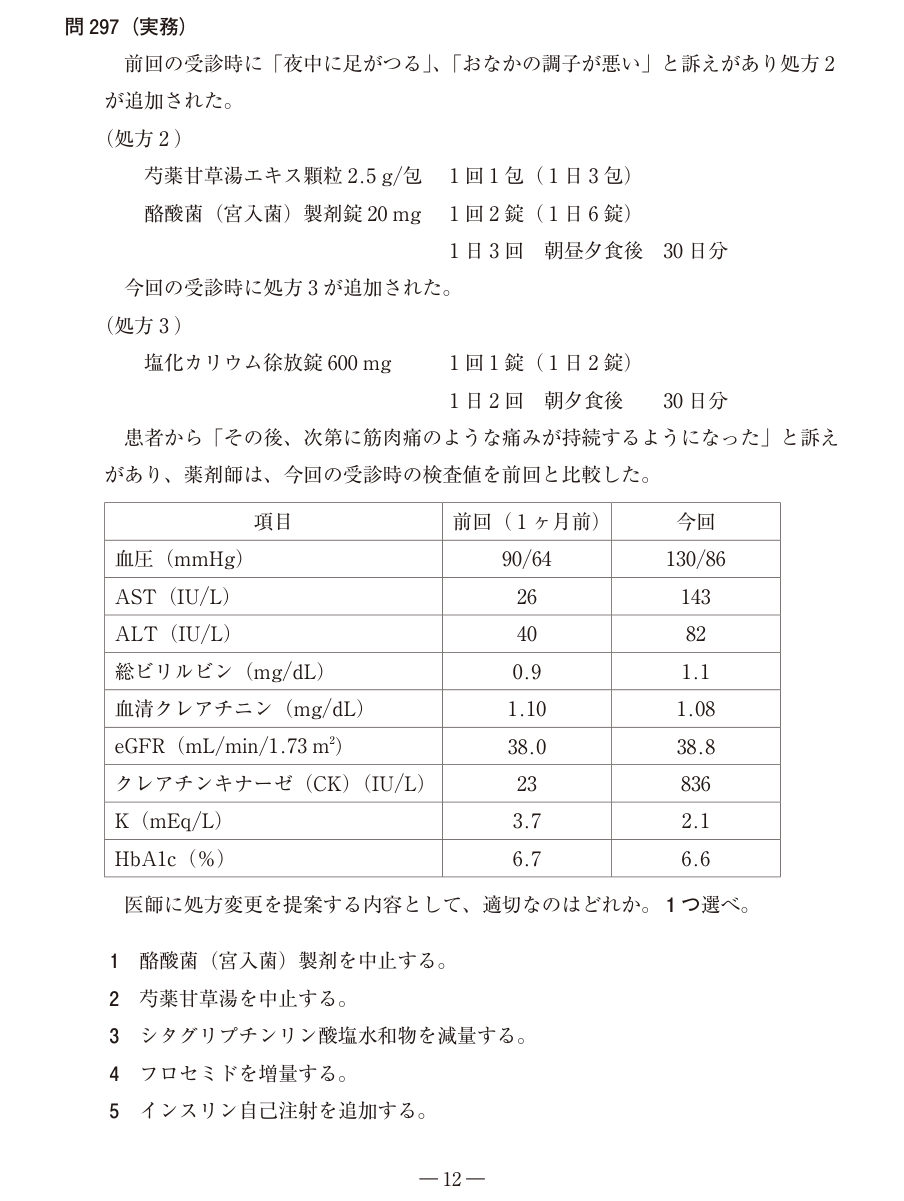 問 297（実務）
前回の受診時に「夜中に足がつる」、「おなかの調子が悪い」と訴えがあり処方2
が追加された。
（処方2）
芍薬甘草湯エキス顆粒 2.5 g/包　1回1包（1日3包）
酪酸菌（宮入菌）製剤錠 20 mg　1回2錠（1日6錠）
1日3回　朝昼夕食後　30日分
今回の受診時に処方3が追加された。
（処方3）
塩化カリウム徐放錠 600 mg　1回1錠（1日2錠）
1日2回　朝夕食後　30日分
患者から「その後、次第に筋肉痛のような痛みが持続するようになった」と訴え
があり、薬剤師は、今回の受診時の検査値を前回と比較した。
項目　前回（1ヶ月前）　今回
血圧（mmHg）　90/64　130/86
AST（IU/L）　26　143
ALT（IU/L）　40　82
総ビリルビン（mg/dL）　0.9　1.1
血清クレアチニン（mg/dL）　1.10　1.08
eGFR（mL/min/1.73 m²）　38.0　38.8
クレアチンキナーゼ（CK）（IU/L）　23　836
K（mEq/L）　3.7　2.1
HbA1c（%）　6.7　6.6
医師に処方変更を提案する内容として、適切なのはどれか。1つ選べ。
1　酪酸菌（宮入菌）製剤を中止する。
2　芍薬甘草湯を中止する。
3　シタグリプチンリン酸塩水和物を減量する。
4　フロセミドを増量する。
5　インスリン自己注射を追加する。
— 12 —